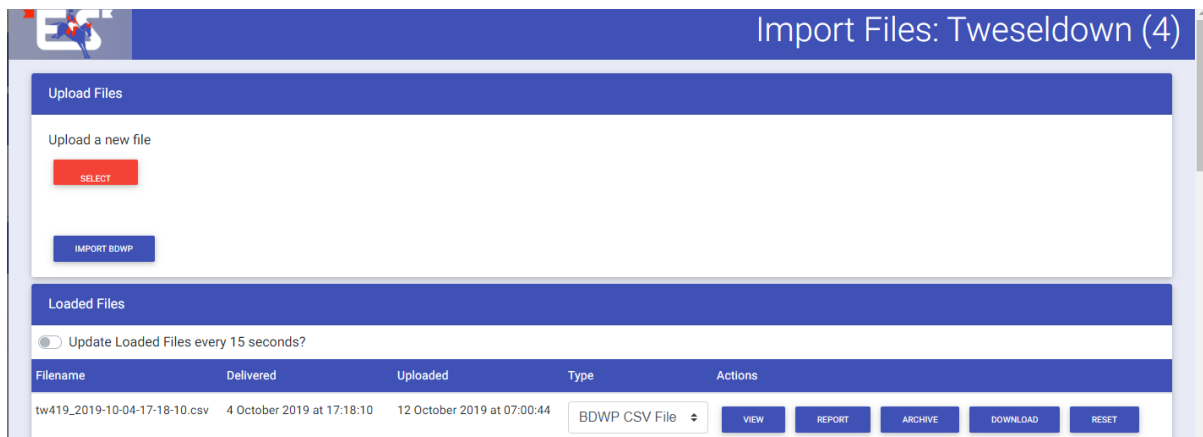 ES
Import Files: Tweseldown (4)
Upload Files
Upload a new file
SELECT
IMPORT BDWP
Loaded Files
Update Loaded Files every 15 seconds?
Filename Delivered Uploaded Type Actions
tw419_2019-10-04-17-18-10.csv 4 October 2019 at 17:18:10 12 October 2019 at 07:00:44 BDWP CSV File VIEW REPORT ARCHIVE DOWNLOAD RESET